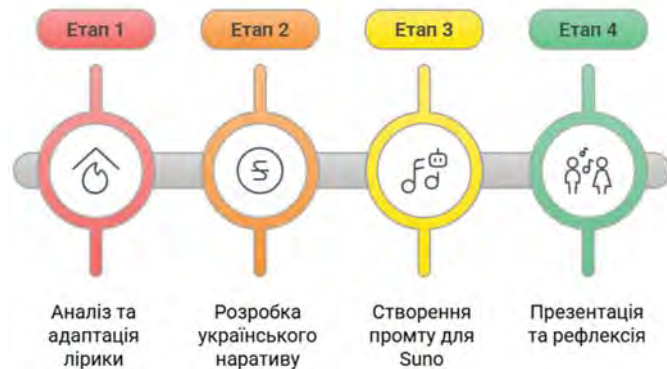 Етап 1
Етап 2
Етап 3
Етап 4
Аналіз та
адаптація
лірики
Розробка
українського
наративу
Створення
промту для
Suno
Презентація
та рефлексія